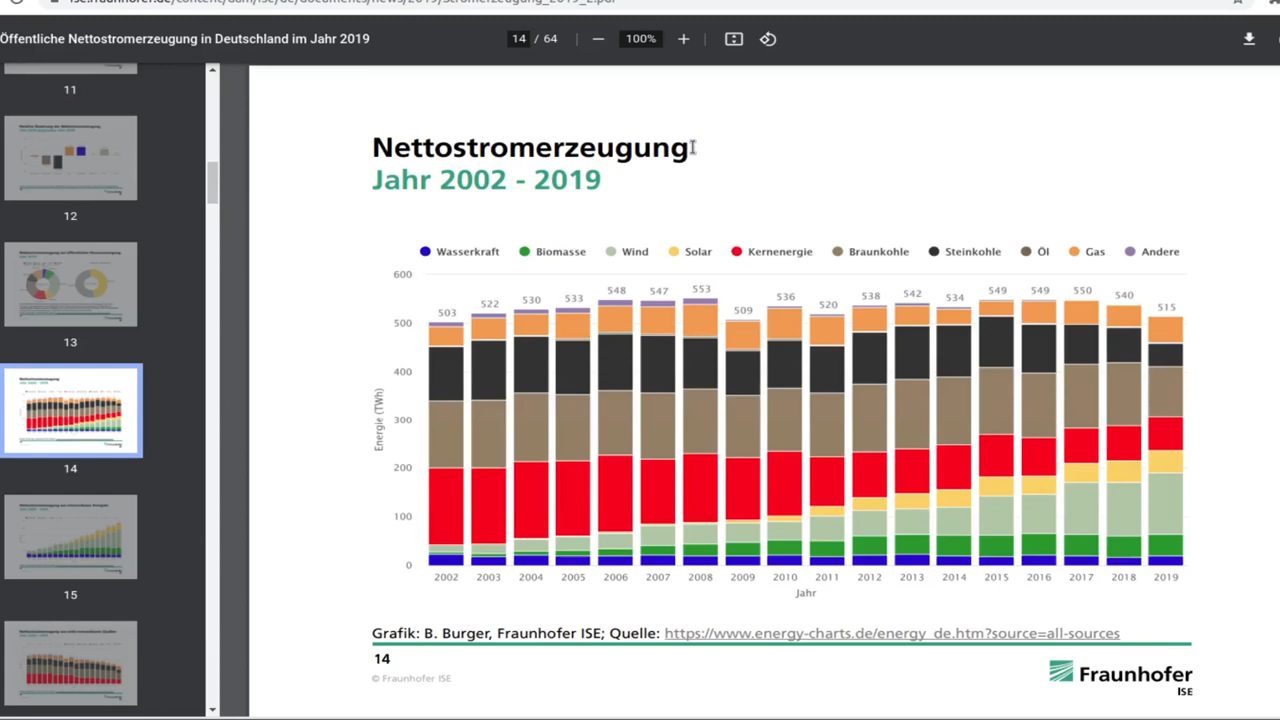 Öffentliche Nettostromerzeugung in Deutschland im Jahr 2019
14 / 64
100%
11
12
13
14
15
Nettostromerzeugung
Jahr 2002 - 2019
Wasserkraft Biomasse Wind Solar Kernenergie Braunkohle Steinkohle Öl Gas Andere
Energie (TWh)
600
500
400
300
200
100
0
503 522 530 533 548 547 553 509 536 520 538 542 534 549 549 550 540 515
2002 2003 2004 2005 2006 2007 2008 2009 2010 2011 2012 2013 2014 2015 2016 2017 2018 2019
Jahr
Grafik: B. Burger, Fraunhofer ISE; Quelle: https://www.energy-charts.de/energy_de.htm?source=all-sources
14
© Fraunhofer ISE
Fraunhofer
ISE